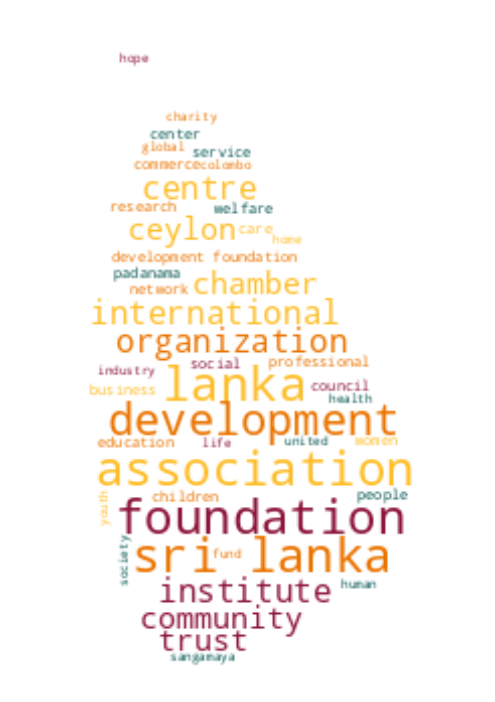 hope
charity
center
global service
commerce colombo
centre
research welfare
ceylon care
home
development foundation
padanama chamber
network
international
organization
social professional
industry lanka council
business health
development
education life united women
association
youth children people
foundation
society sri fund lanka
institute human
community
trust
sangamaya